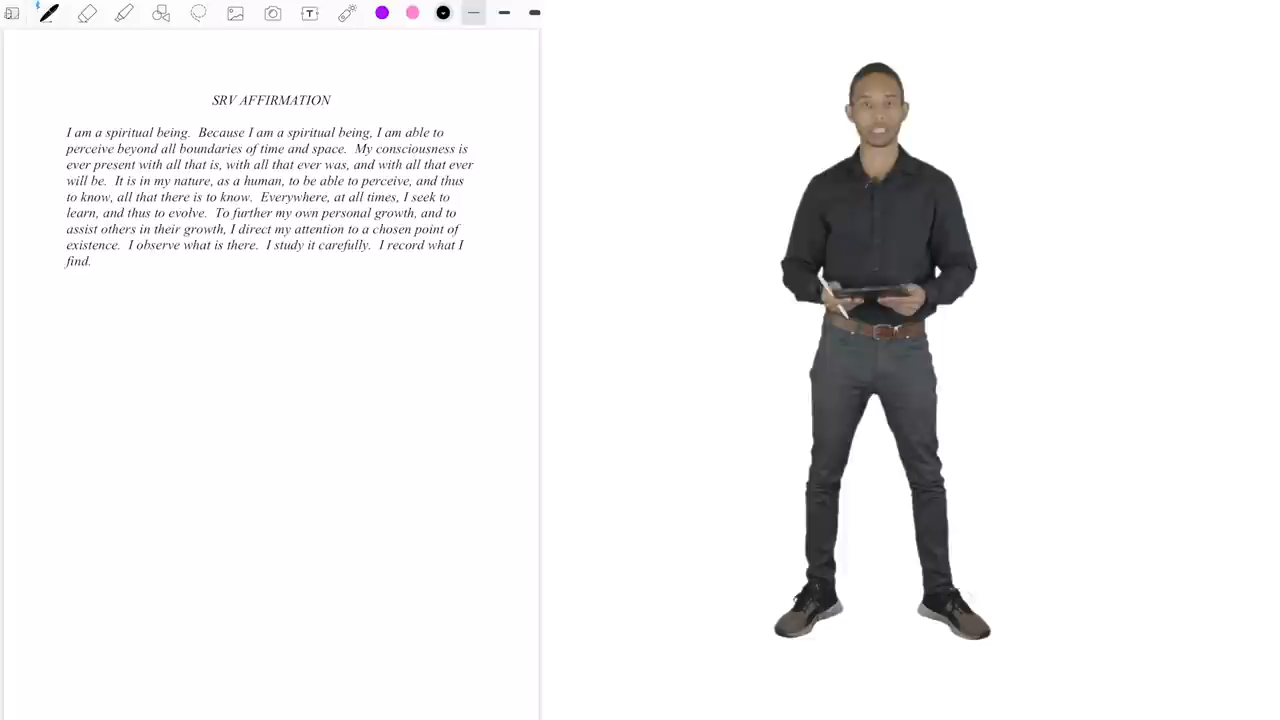 T
SRV AFFIRMATION
I am a spiritual being.  Because I am a spiritual being, I am able to
perceive beyond all boundaries of time and space.  My consciousness is
ever present with all that is, with all that ever was, and with all that ever
will be.  It is in my nature, as a human, to be able to perceive, and thus
to know, all that there is to know.  Everywhere, at all times, I seek to
learn, and thus to evolve.  To further my own personal growth, and to
assist others in their growth, I direct my attention to a chosen point of
existence.  I observe what is there.  I study it carefully.  I record what I
find.